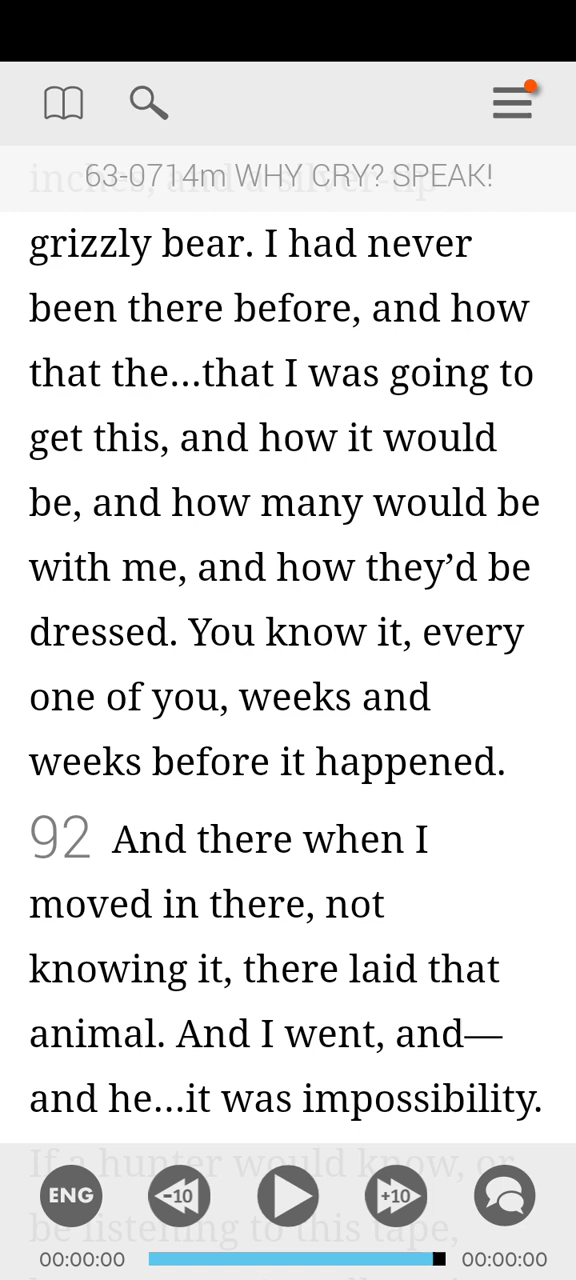 inches, and a silver-tip
63-0714m WHY CRY? SPEAK!
grizzly bear. I had never
been there before, and how
that the...that I was going to
get this, and how it would
be, and how many would be
with me, and how they’d be
dressed. You know it, every
one of you, weeks and
weeks before it happened.
92 And there when I
moved in there, not
knowing it, there laid that
animal. And I went, and—
and he...it was impossibility.
If a hunter would know, or
ENG -10 +10
be listening to this tape,
00:00:00 00:00:00